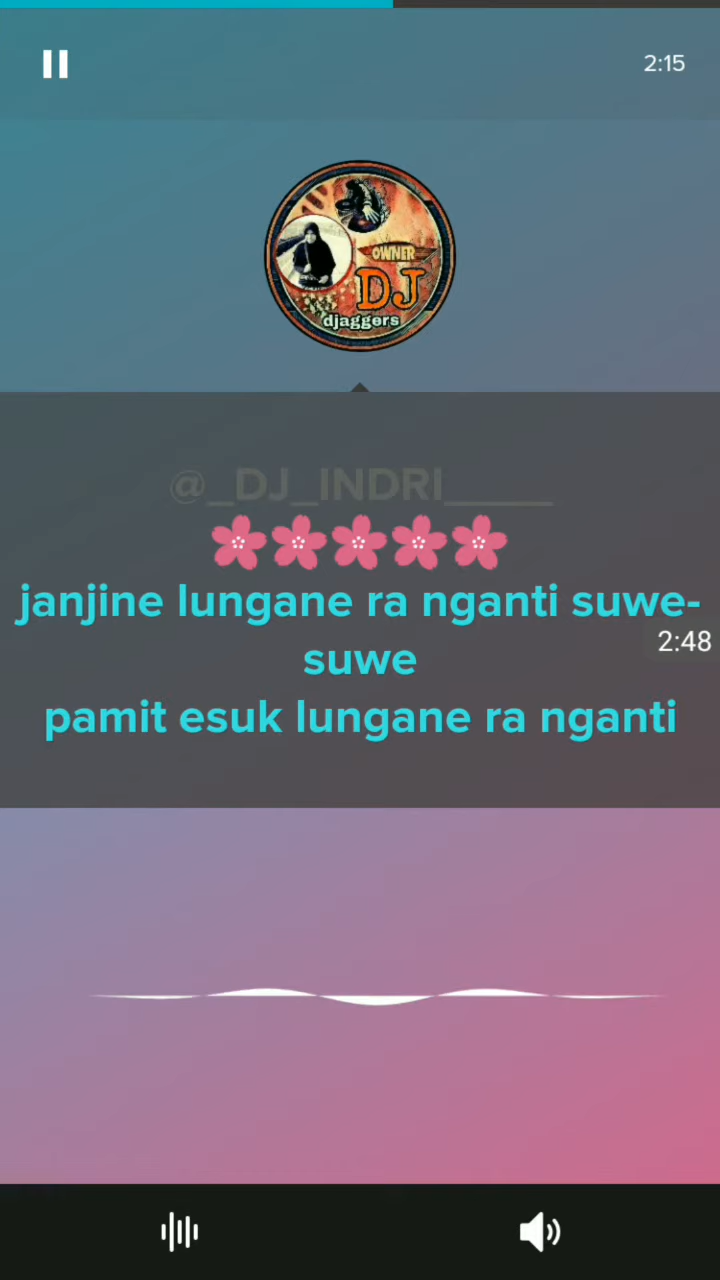 2:15
OWNER
DJ
djaggers
@_DJ_INDRI_____
🌸🌸🌸🌸🌸
janjine lungane ra nganti suwe-
suwe
2:48
pamit esuk lungane ra nganti